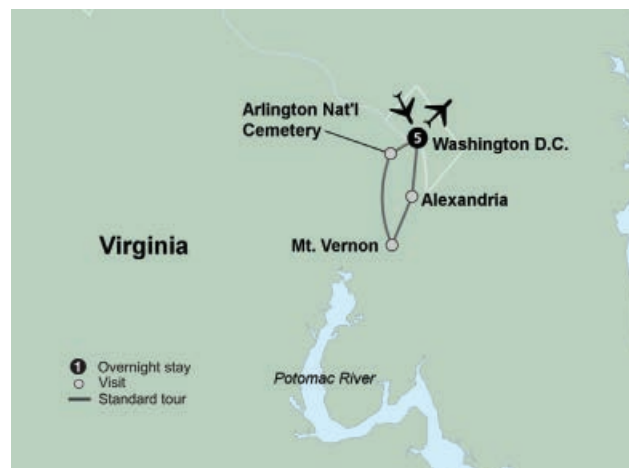 Arlington Nat'l
Cemetery
5
Washington D.C.
Alexandria
Virginia
Mt. Vernon
1 Overnight stay
Visit
Standard tour
Potomac River